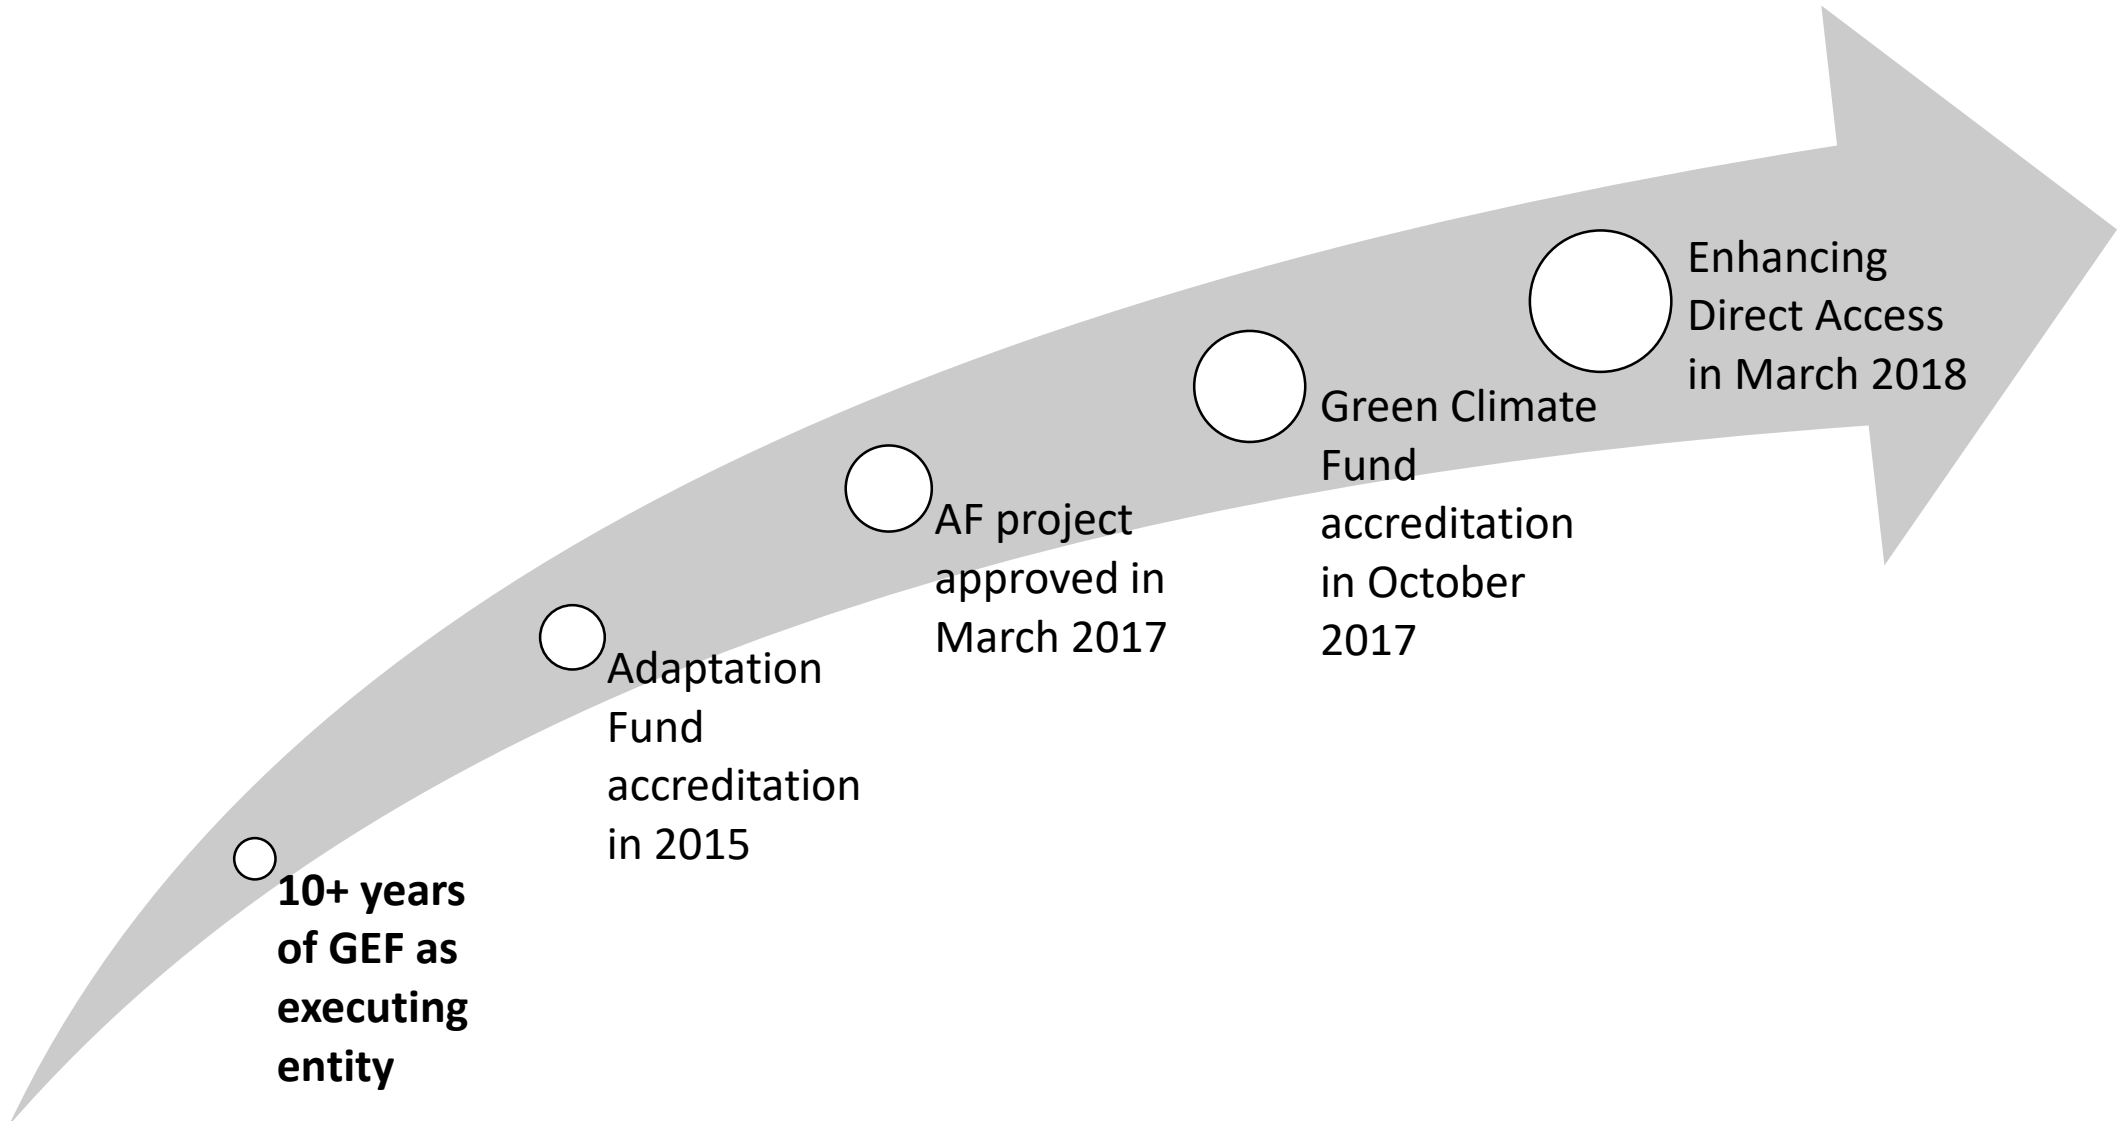 10+ years
of GEF as
executing
entity
Adaptation
Fund
accreditation
in 2015
AF project
approved in
March 2017
Green Climate
Fund
accreditation
in October
2017
Enhancing
Direct Access
in March 2018